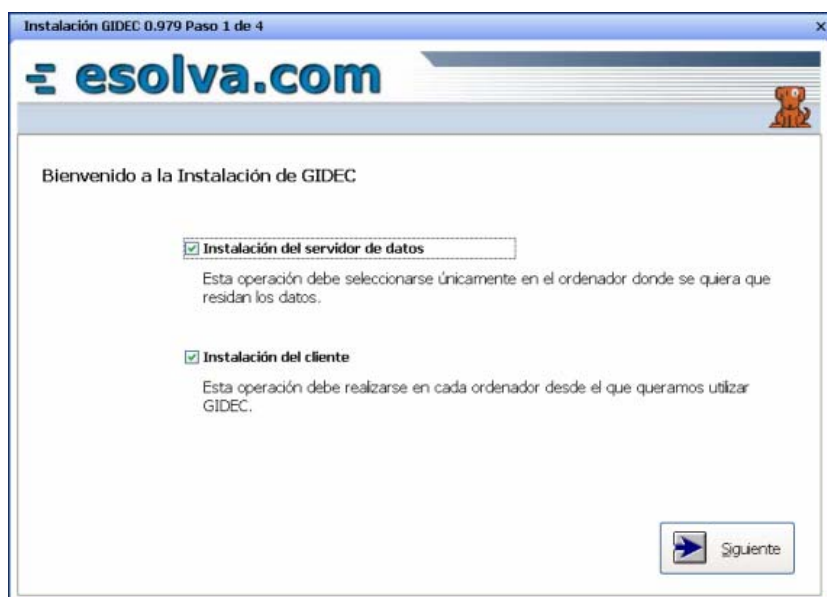 Instalación GIDEC 0.979 Paso 1 de 4
esolva.com
Bienvenido a la Instalación de GIDEC
Instalación del servidor de datos
Esta operación debe seleccionarse únicamente en el ordenador donde se quiera que
residan los datos.
Instalación del cliente
Esta operación debe realizarse en cada ordenador desde el que queramos utilizar
GIDEC.
Siguiente